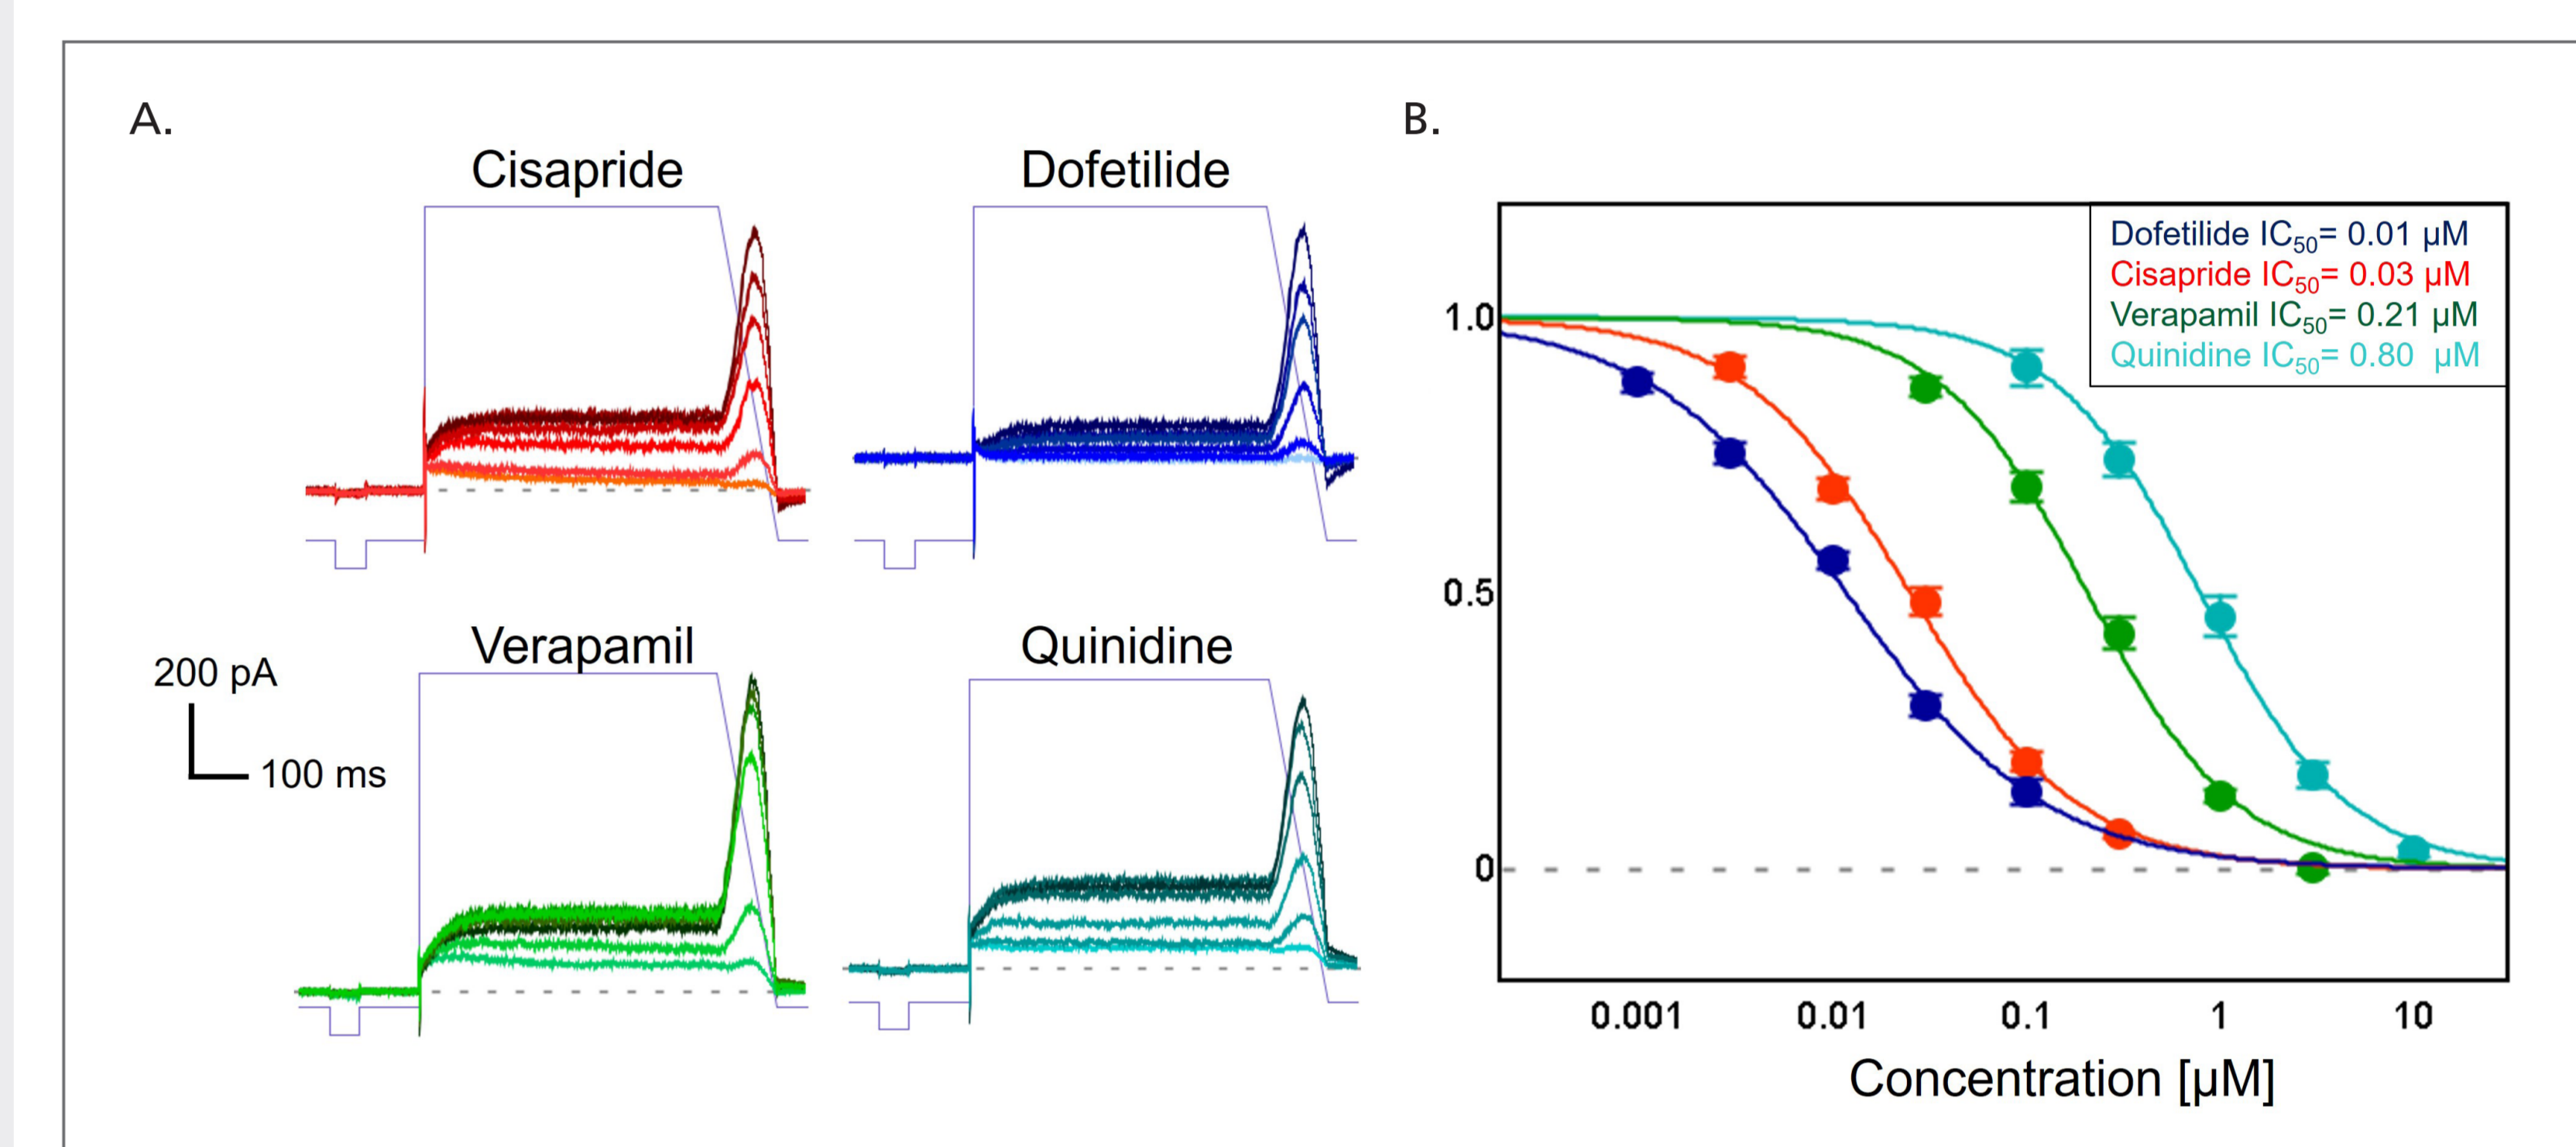 A.
B.
Cisapride
Dofetilide
Verapamil
Quinidine
200 pA
100 ms
Dofetilide IC50= 0.01 µM
Cisapride IC50= 0.03 µM
Verapamil IC50= 0.21 µM
Quinidine IC50= 0.80 µM
1.0
0.5
0
0.001 0.01 0.1 1 10
Concentration [µM]